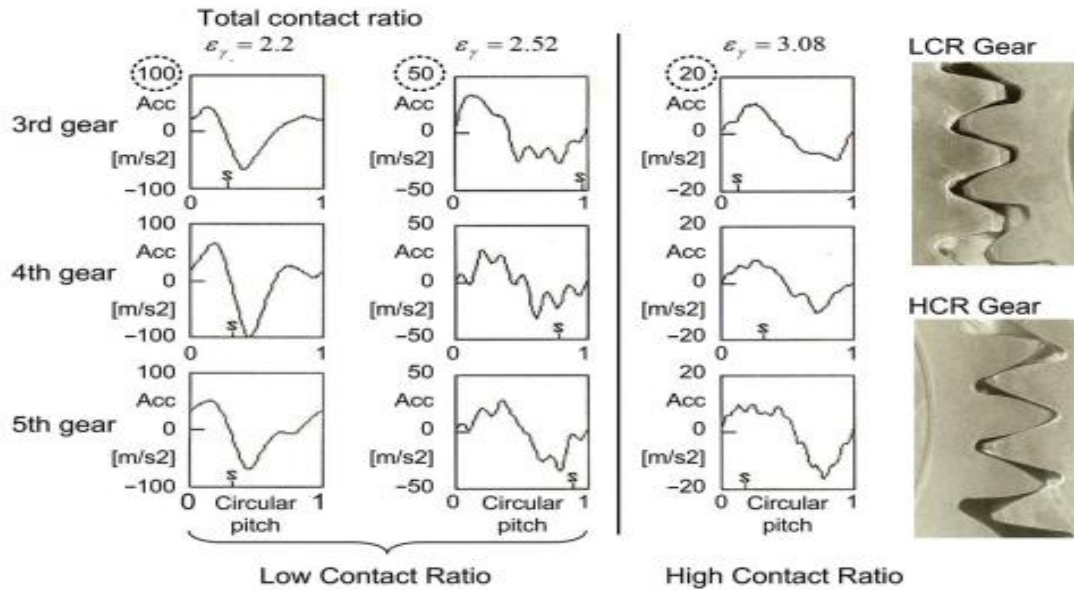 Total contact ratio
εγ = 2.2
εγ = 2.52
εγ = 3.08
LCR Gear
3rd gear
100
Acc
0
[m/s2]
−100
s
0 1
50
Acc
0
[m/s2]
−50
s
0 1
20
Acc
0
[m/s2]
−20
s
0 1
4th gear
100
Acc
0
[m/s2]
−100
s
0 1
50
Acc
0
[m/s2]
−50
s
0 1
20
Acc
0
[m/s2]
−20
s
0 1
HCR Gear
5th gear
100
Acc
0
[m/s2]
−100
s
0 Circular 1
pitch
50
Acc
0
[m/s2]
−50
s
0 Circular 1
pitch
20
Acc
0
[m/s2]
−20
s
0 Circular 1
pitch
Low Contact Ratio
High Contact Ratio